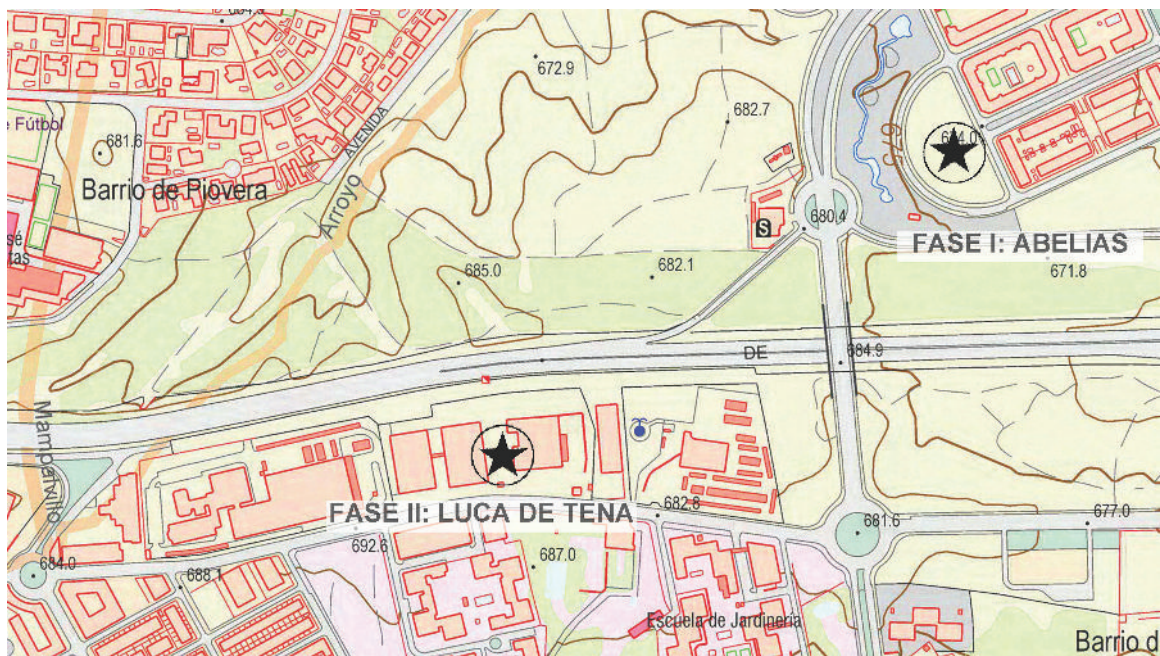 672.9
682.7
e Fútbol
681.6
AVENIDA
Barrio de Piovera
Arroyo
679
680.4
S
FASE I: ABELIAS
685.0
682.1
671.8
DE
684.9
FASE II: LUCA DE TENA
682.8
681.6
677.0
692.6
687.0
684.0
688.1
Escuela de Jardinería
Barrio d